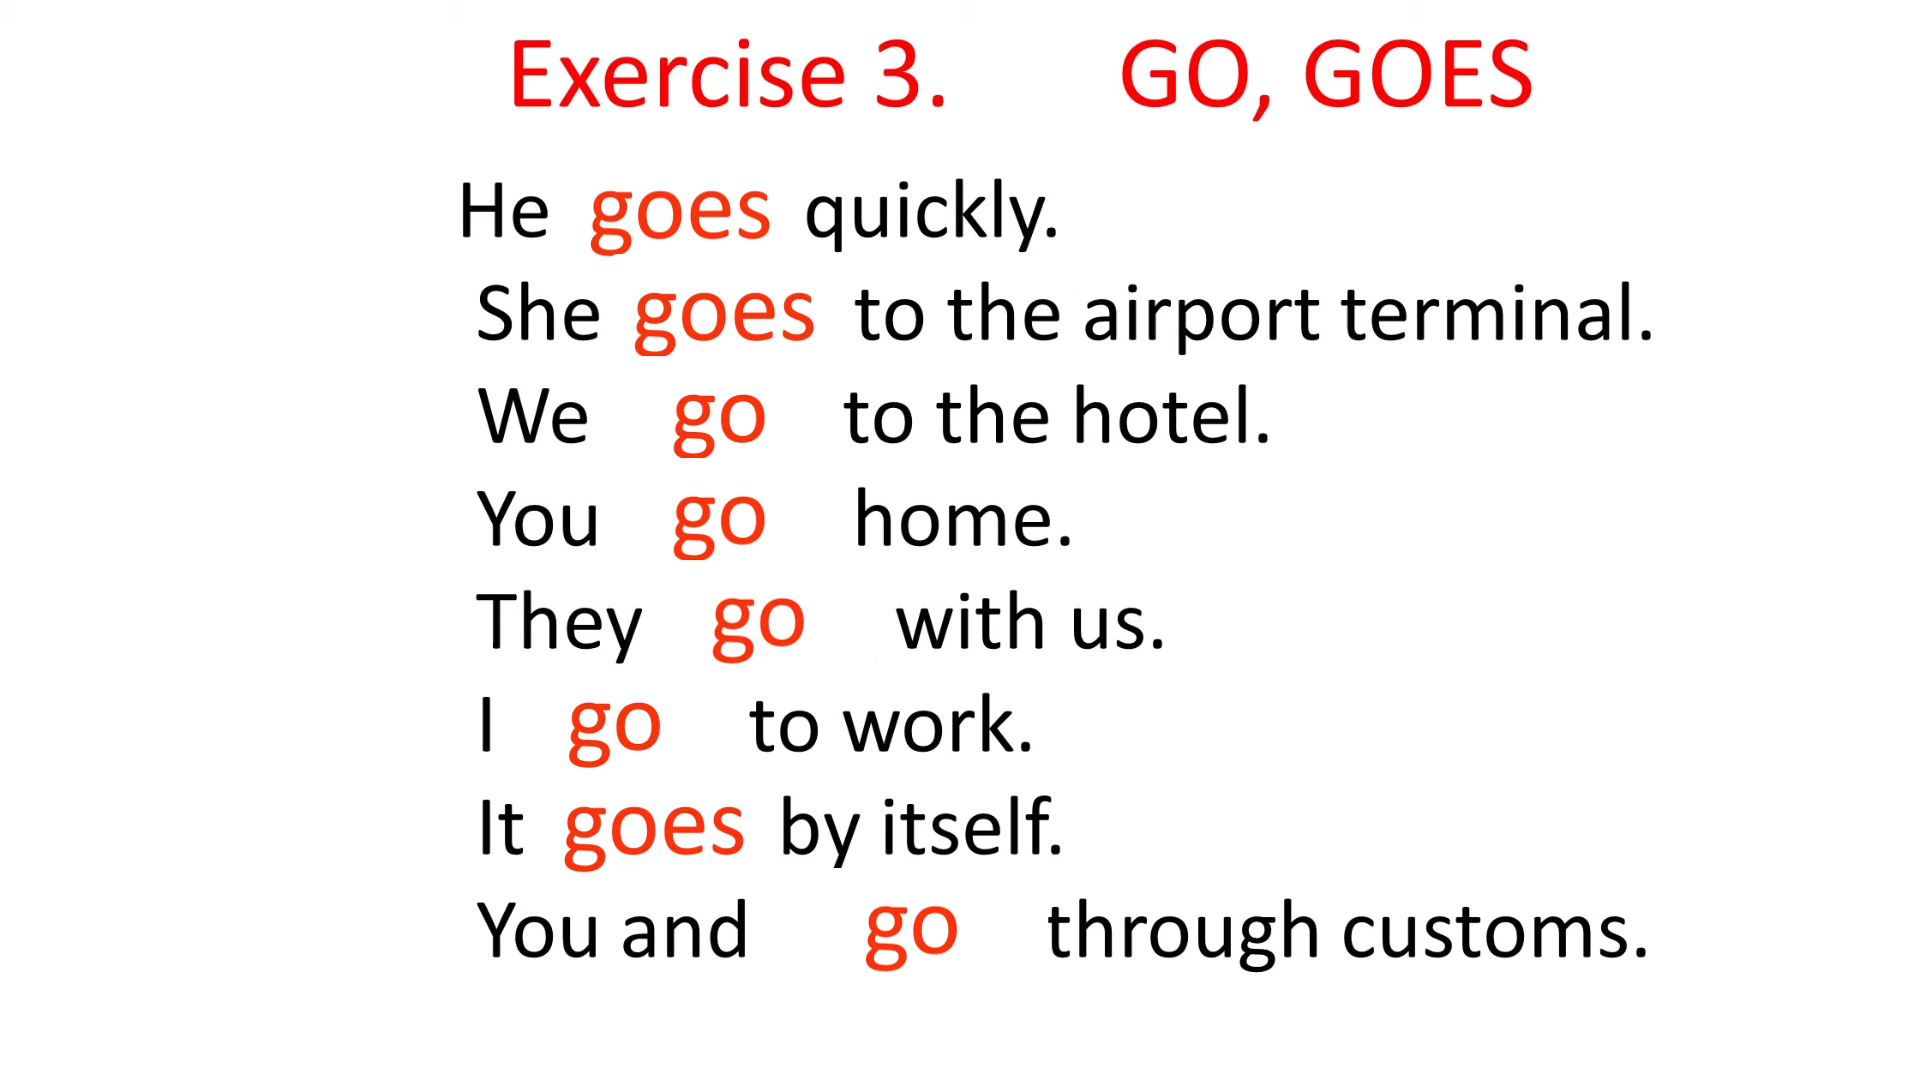 Exercise 3. GO, GOES
He goes quickly.
She goes to the airport terminal.
We go to the hotel.
You go home.
They go with us.
I go to work.
It goes by itself.
You and go through customs.